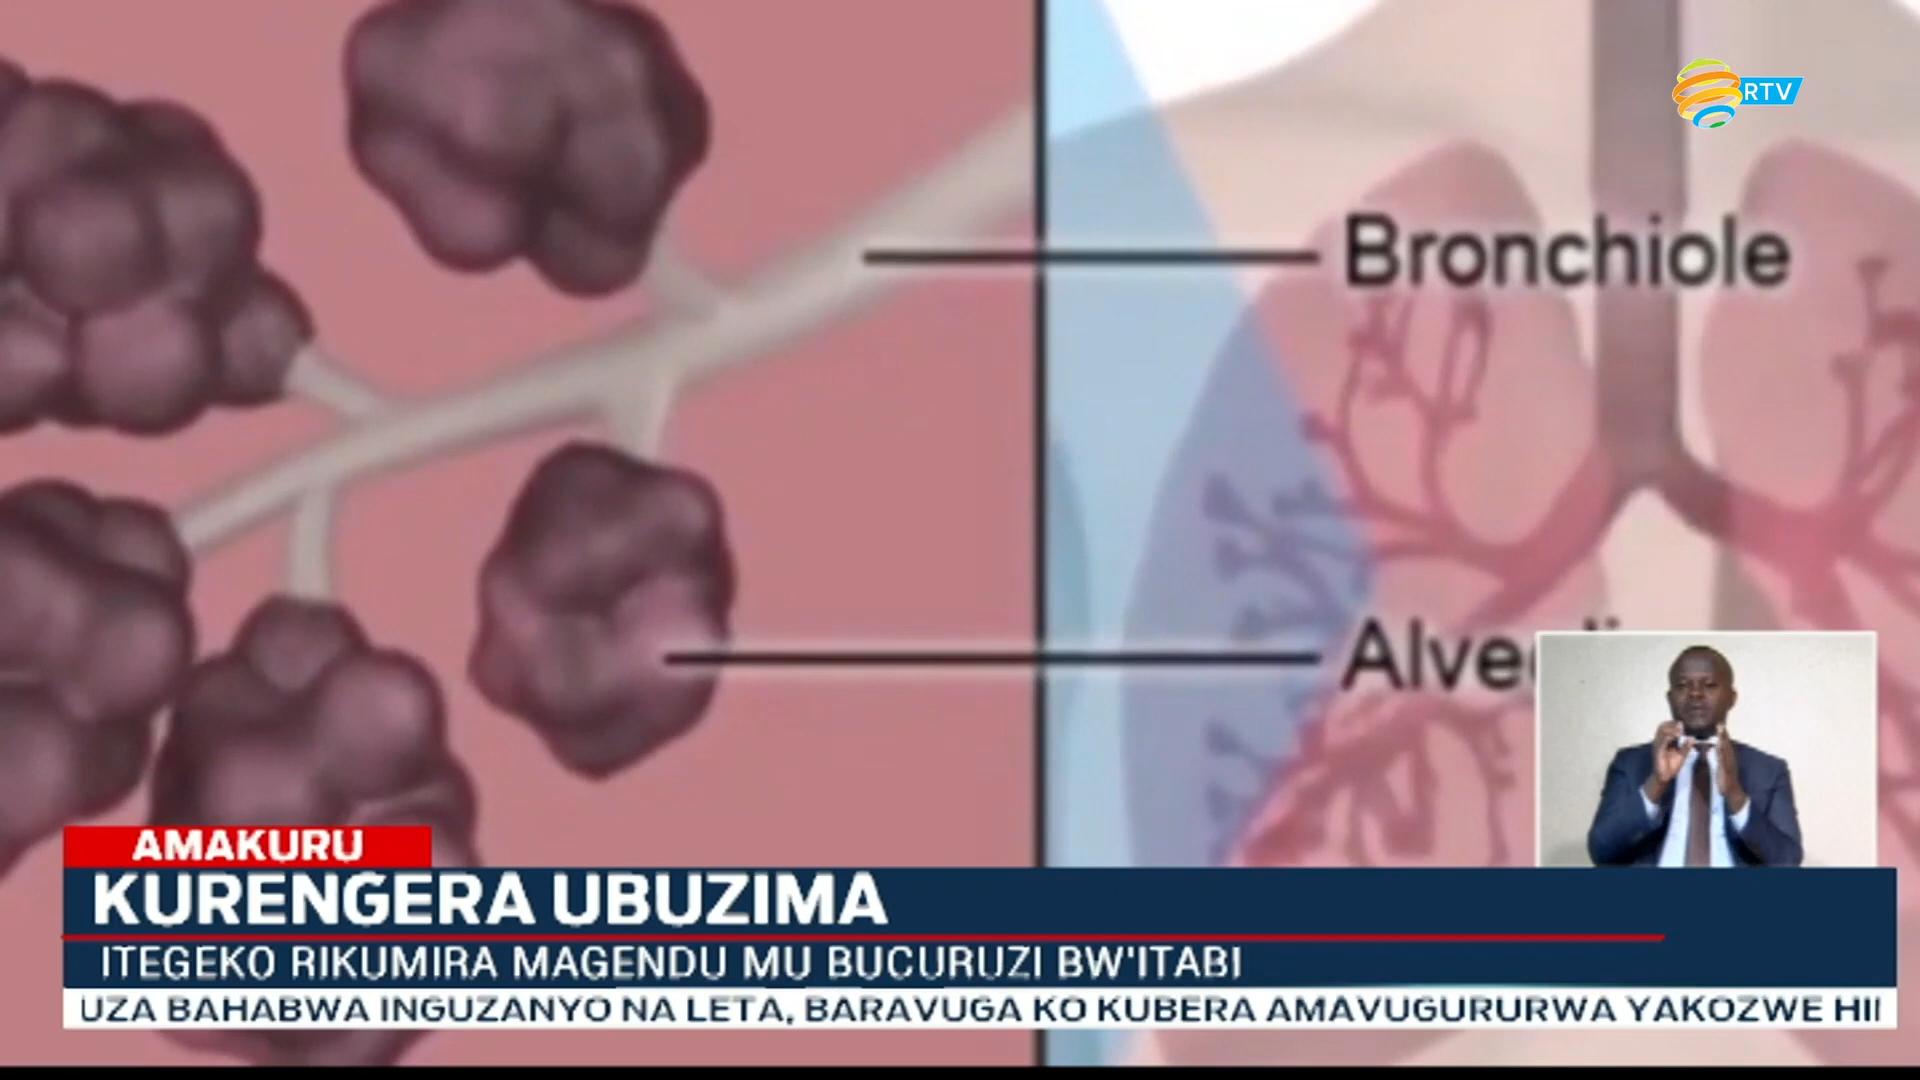 RTV
Bronchiole
AMAKURU
KURENGERA UBUZIMA
ITEGEKO RIKUMIRA MAGENDU MU BUCURUZI BW'ITABI
UZA BAHABWA INGUZANYO NA LETA, BARAVUGA KO KUBERA AMAVUGURURWA YAKOZWE